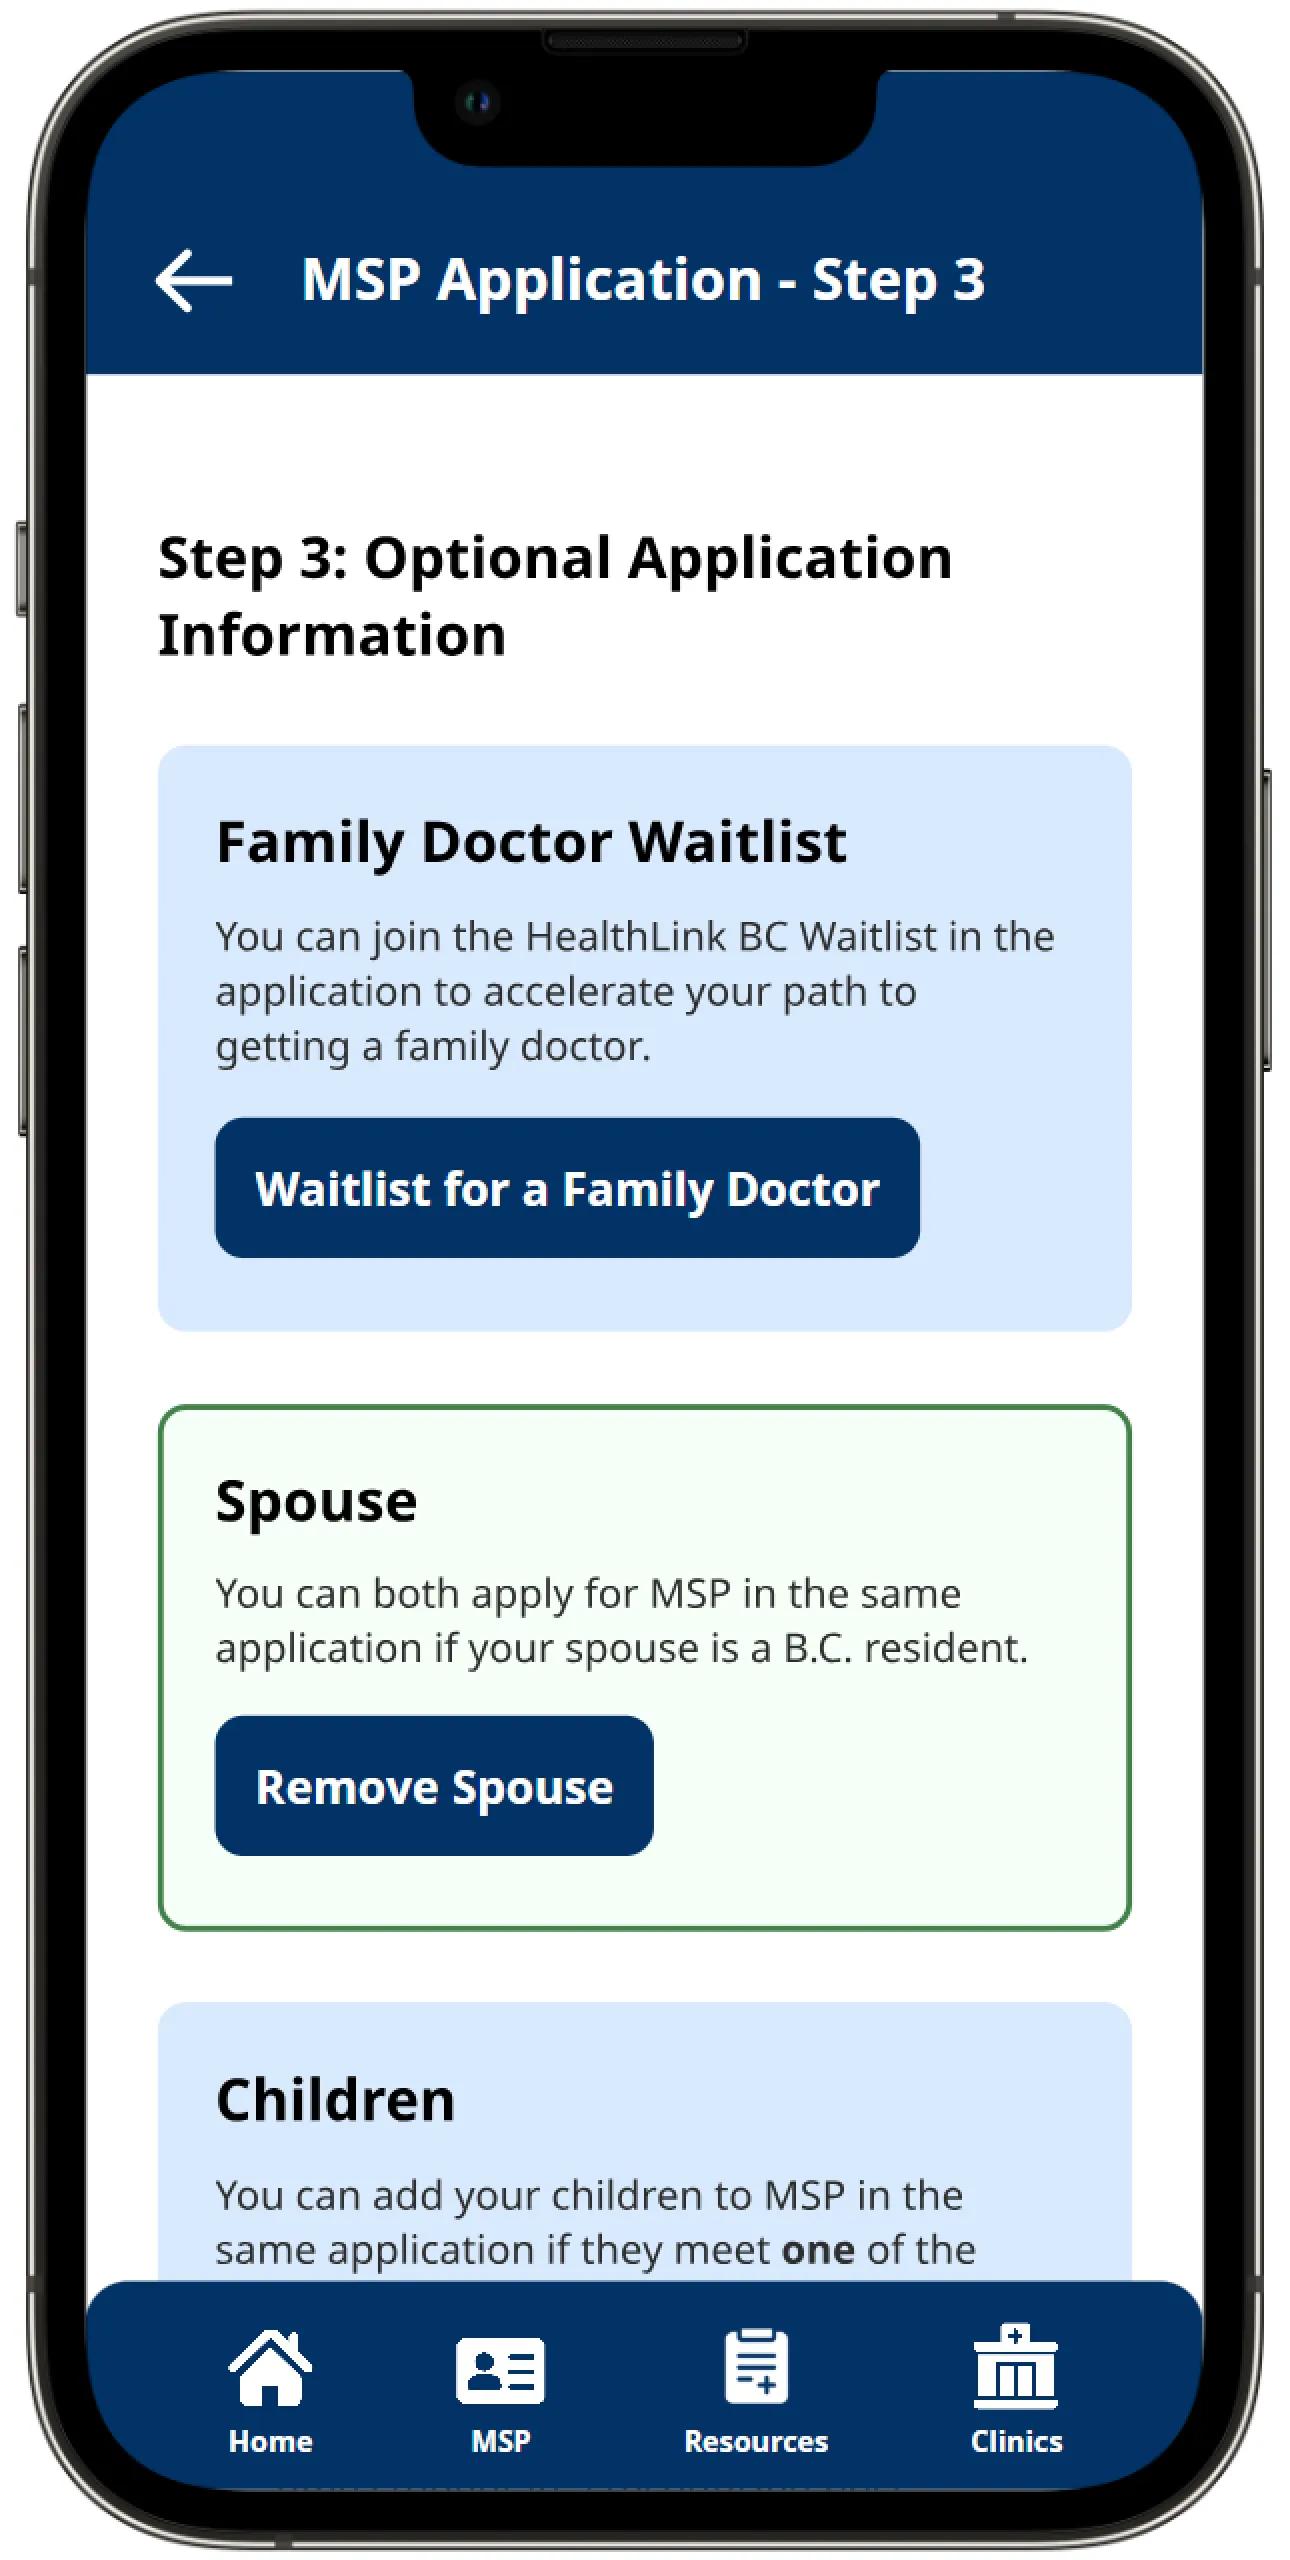 MSP Application - Step 3
Step 3: Optional Application
Information
Family Doctor Waitlist
You can join the HealthLink BC Waitlist in the
application to accelerate your path to
getting a family doctor.
Waitlist for a Family Doctor
Spouse
You can both apply for MSP in the same
application if your spouse is a B.C. resident.
Remove Spouse
Children
You can add your children to MSP in the
same application if they meet one of the
Home MSP Resources Clinics